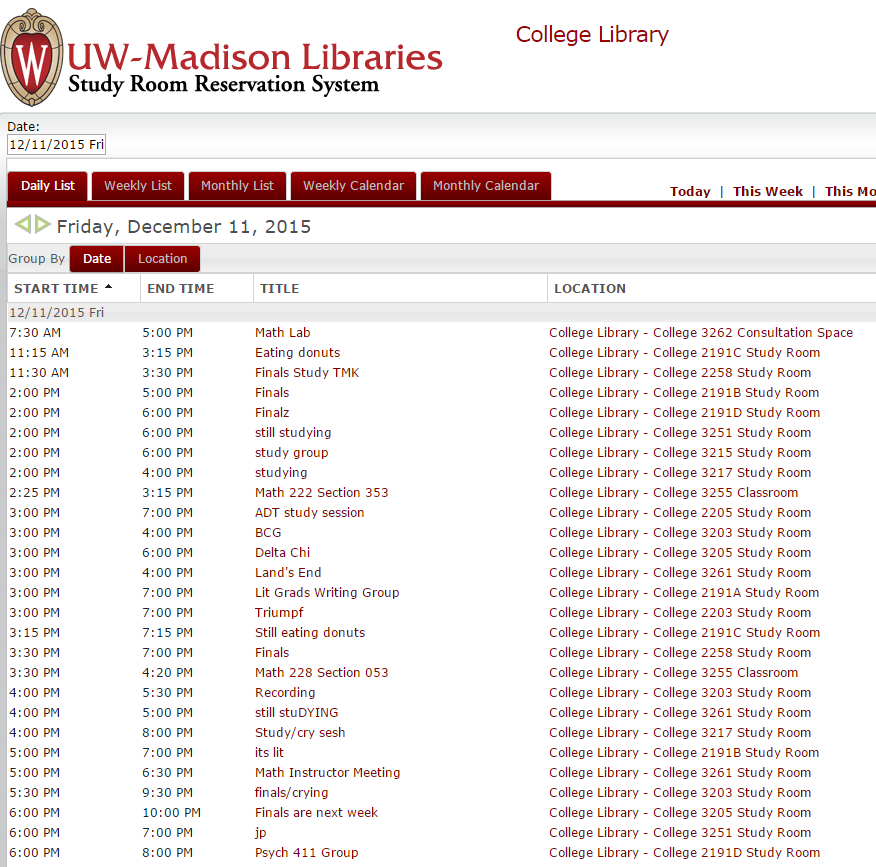 W
UW-Madison Libraries
Study Room Reservation System
College Library
Date:
12/11/2015 Fri
Daily List Weekly List Monthly List Weekly Calendar Monthly Calendar Today | This Week | This Mo
Friday, December 11, 2015
Group By Date Location
START TIME END TIME TITLE LOCATION
12/11/2015 Fri
7:30 AM 5:00 PM Math Lab College Library - College 3262 Consultation Space
11:15 AM 3:15 PM Eating donuts College Library - College 2191C Study Room
11:30 AM 3:30 PM Finals Study TMK College Library - College 2258 Study Room
2:00 PM 5:00 PM Finals College Library - College 2191B Study Room
2:00 PM 6:00 PM Finalz College Library - College 2191D Study Room
2:00 PM 6:00 PM still studying College Library - College 3251 Study Room
2:00 PM 6:00 PM study group College Library - College 3215 Study Room
2:00 PM 4:00 PM studying College Library - College 3217 Study Room
2:25 PM 3:15 PM Math 222 Section 353 College Library - College 3255 Classroom
3:00 PM 7:00 PM ADT study session College Library - College 2205 Study Room
3:00 PM 4:00 PM BCG College Library - College 3203 Study Room
3:00 PM 6:00 PM Delta Chi College Library - College 3205 Study Room
3:00 PM 4:00 PM Land's End College Library - College 3261 Study Room
3:00 PM 7:00 PM Lit Grads Writing Group College Library - College 2191A Study Room
3:00 PM 7:00 PM Triumpf College Library - College 2203 Study Room
3:15 PM 7:15 PM Still eating donuts College Library - College 2191C Study Room
3:30 PM 7:00 PM Finals College Library - College 2258 Study Room
3:30 PM 4:20 PM Math 228 Section 053 College Library - College 3255 Classroom
4:00 PM 5:30 PM Recording College Library - College 3203 Study Room
4:00 PM 5:00 PM still stuDYING College Library - College 3261 Study Room
4:00 PM 8:00 PM Study/cry sesh College Library - College 3217 Study Room
5:00 PM 7:00 PM its lit College Library - College 2191B Study Room
5:00 PM 6:30 PM Math Instructor Meeting College Library - College 3261 Study Room
5:30 PM 9:30 PM finals/crying College Library - College 3203 Study Room
6:00 PM 10:00 PM Finals are next week College Library - College 3205 Study Room
6:00 PM 7:00 PM jp College Library - College 3251 Study Room
6:00 PM 8:00 PM Psych 411 Group College Library - College 2191D Study Room